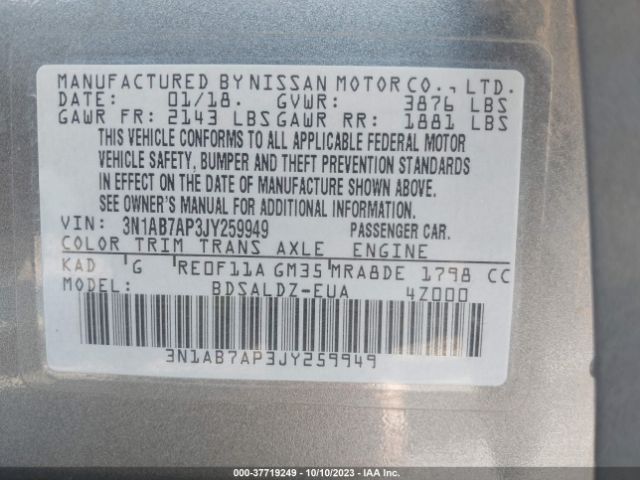 MANUFACTURED BY NISSAN MOTOR CO., LTD.
DATE: 01/18. GVWR: 3876 LBS
GAWR FR: 2143 LBS GAWR RR: 1881 LBS
THIS VEHICLE CONFORMS TO ALL APPLICABLE FEDERAL MOTOR
VEHICLE SAFETY, BUMPER AND THEFT PREVENTION STANDARDS
IN EFFECT ON THE DATE OF MANUFACTURE SHOWN ABOVE.
SEE OWNER'S MANUAL FOR ADDITIONAL INFORMATION.
VIN: 3N1AB7AP3JY259949 PASSENGER CAR.
COLOR TRIM TRANS AXLE ENGINE
KAD G RE0F11A GM35 MRA8DE 1798 CC
MODEL: BDSALDZ-EUA 4Z000
3N1AB7AP3JY259949
000-37719249 - 10/10/2023 - IAA Inc.